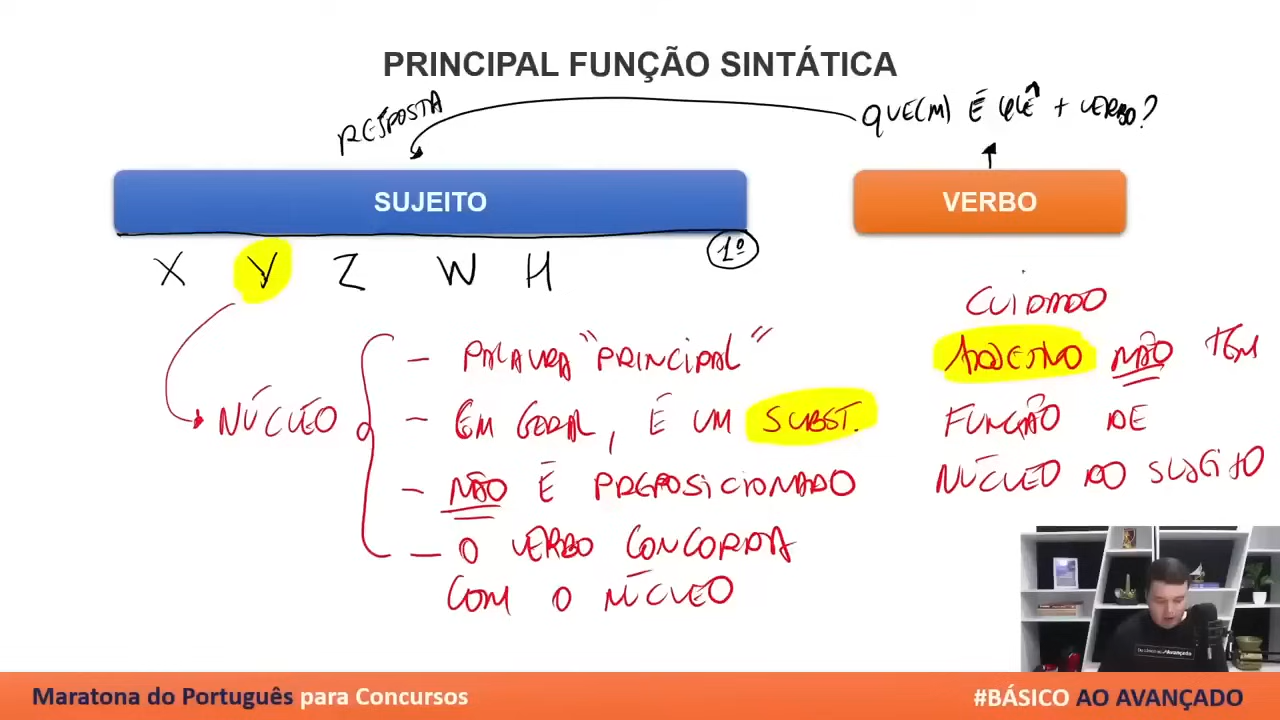 PRINCIPAL FUNÇÃO SINTÁTICA
RESPOSTA
QUE(M) É QUÊ + VERBO?
SUJEITO
VERBO
1º
X Y Z W H
CUIDADO
- PALAVRA "PRINCIPAL"
ADJETIVO NÃO TEM
NÚCLEO
- EM GERAL, É UM SUBST.
FUNÇÃO DE
- NÃO É PREPOSICIONADO
NÚCLEO DO SUJEITO
- O VERBO CONCORDA
COM O NÚCLEO
Maratona do Português para Concursos
#BÁSICO AO AVANÇADO